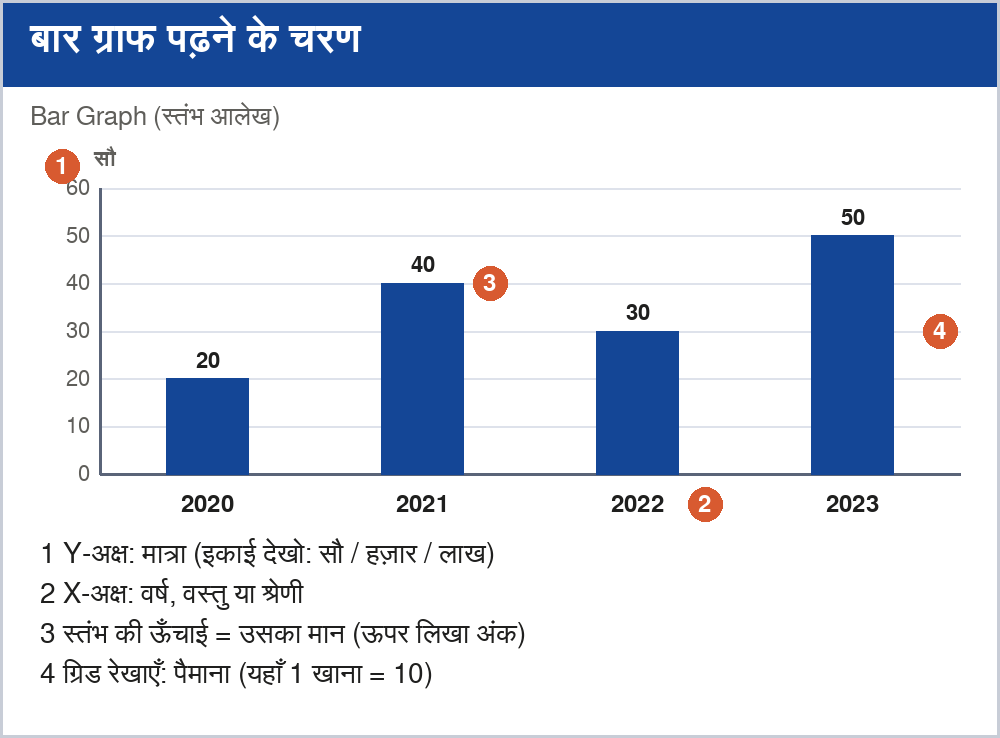 बार ग्राफ पढ़ने के चरण
Bar Graph (स्तंभ आलेख)
1 सौ
60
50
50
40
40
3
30
30
4
20
20
10
0
2020 2021 2022 2 2023
1 Y-अक्ष: मात्रा (इकाई देखो: सौ / हज़ार / लाख)
2 X-अक्ष: वर्ष, वस्तु या श्रेणी
3 स्तंभ की ऊँचाई = उसका मान (ऊपर लिखा अंक)
4 ग्रिड रेखाएँ: पैमाना (यहाँ 1 खाना = 10)